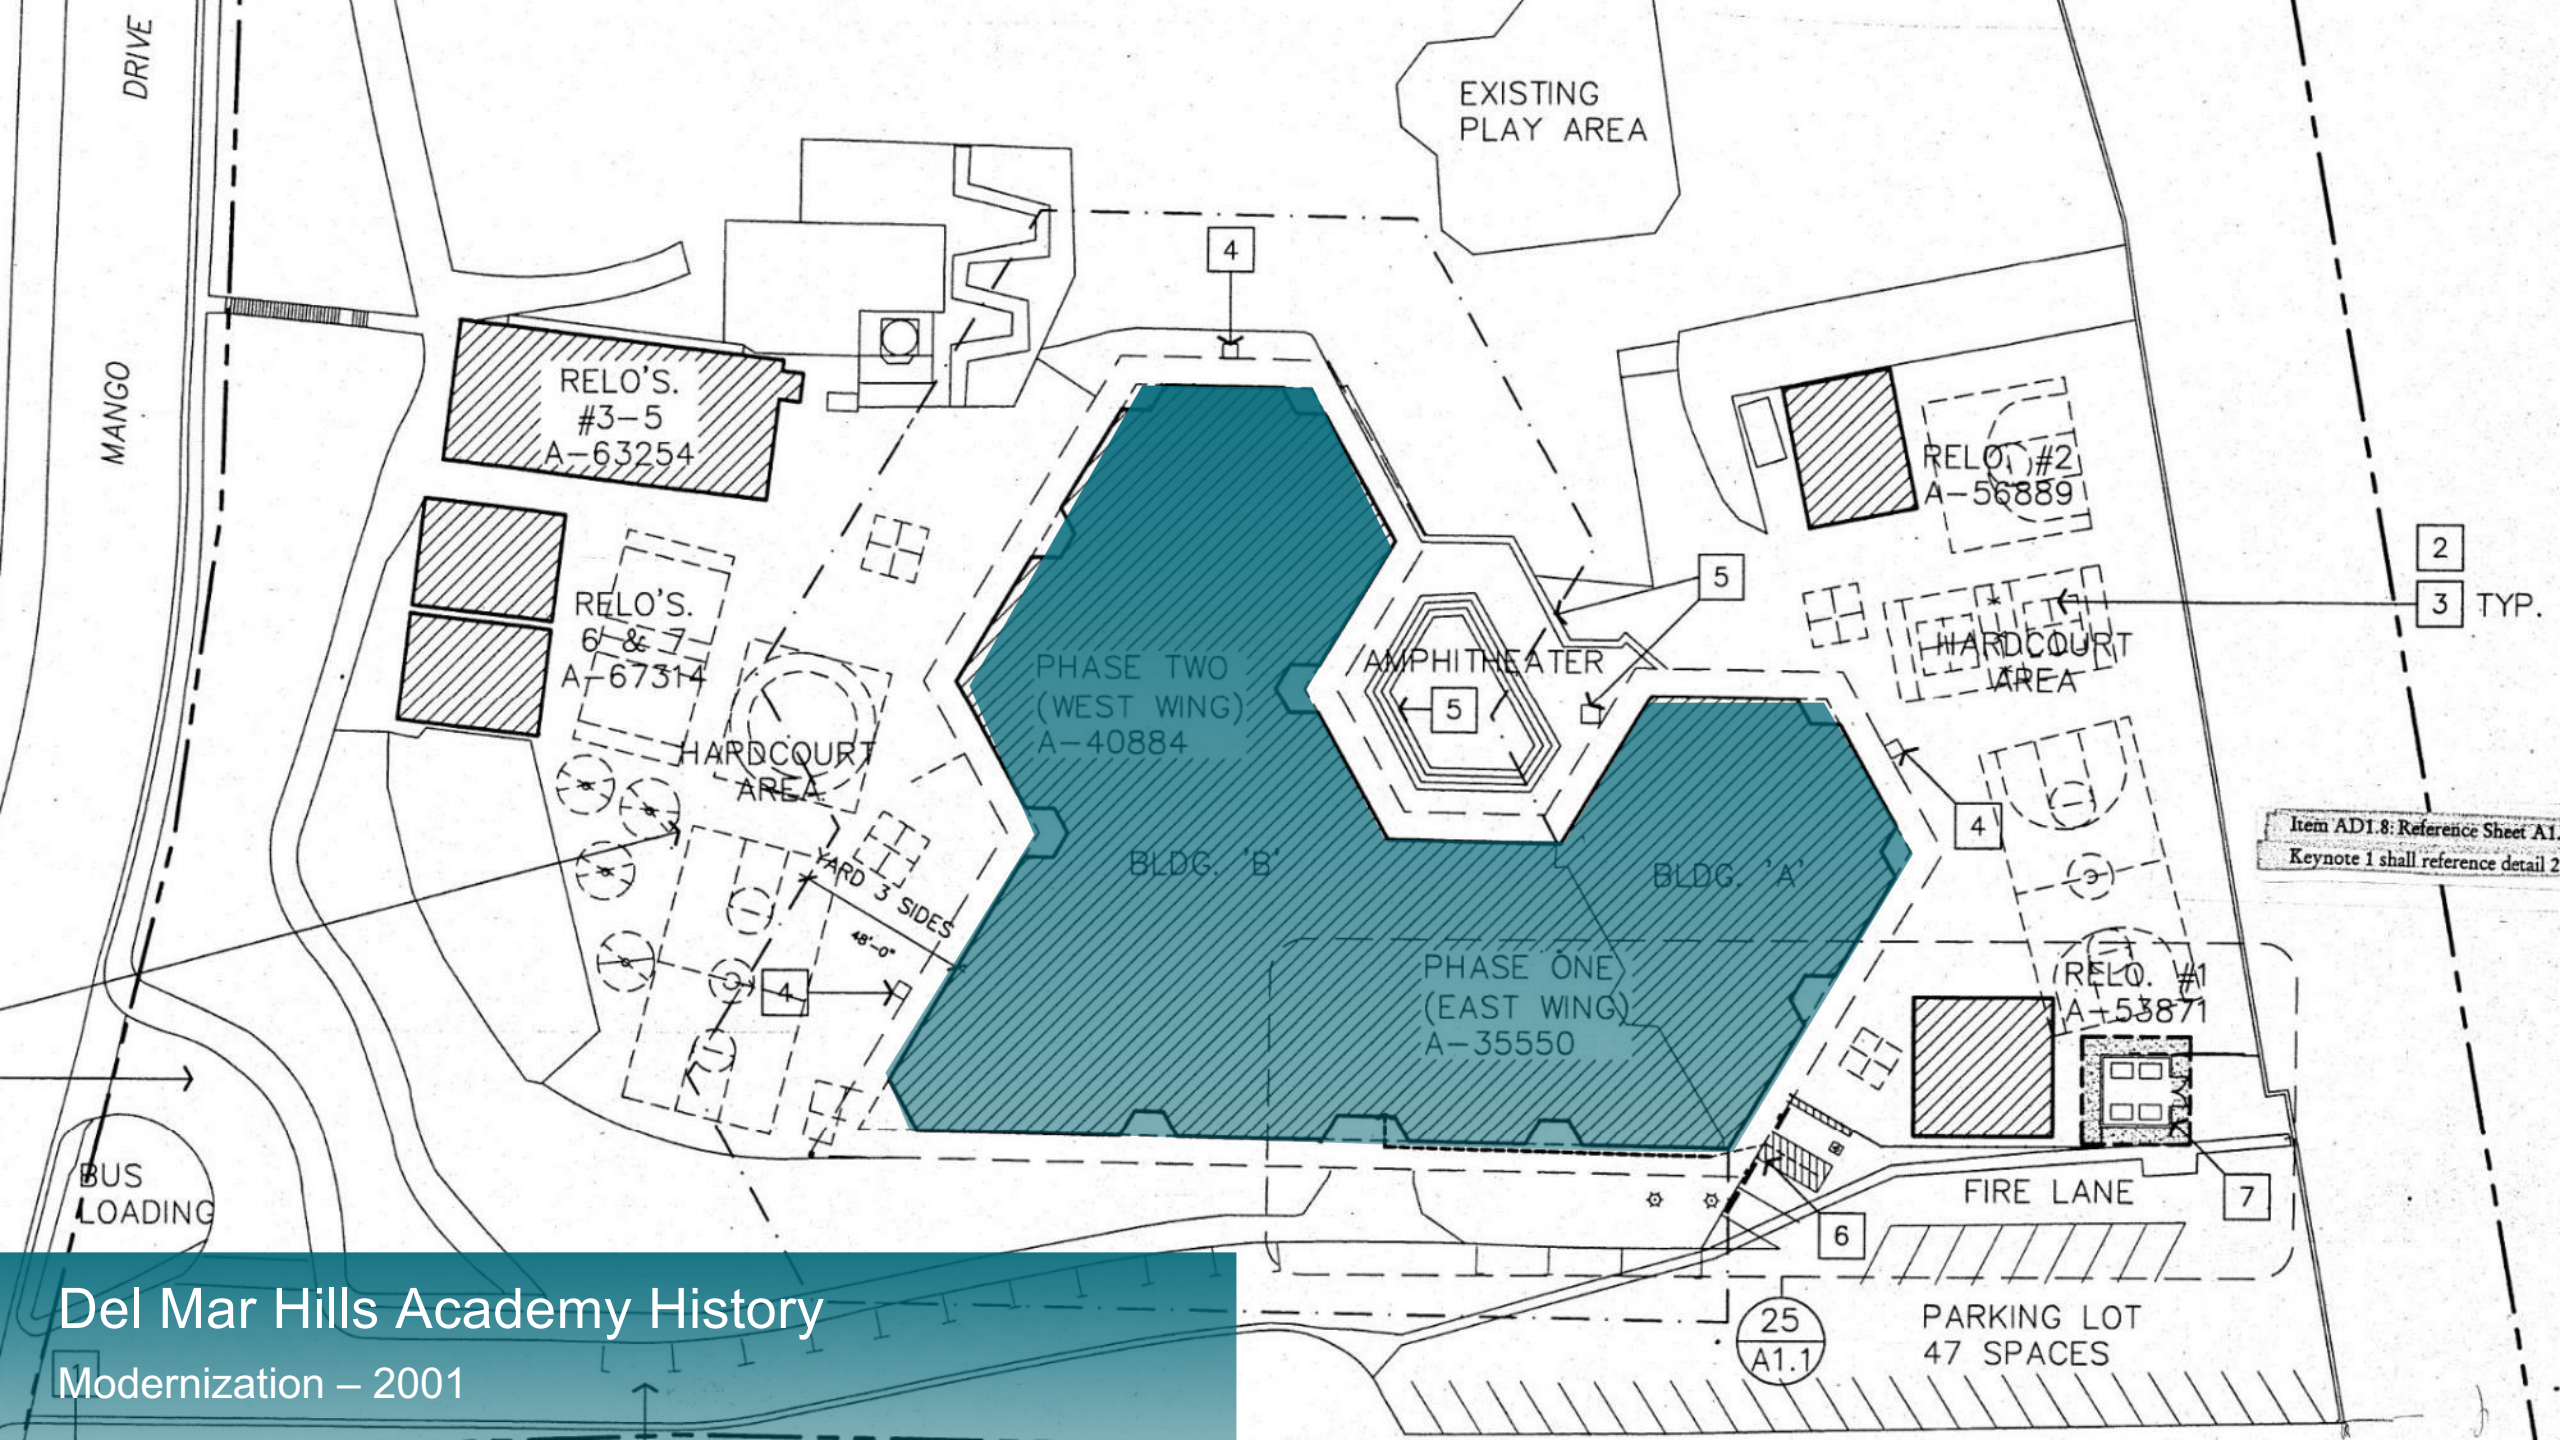 DRIVE
MANGO
EXISTING
PLAY AREA
4
RELO'S.
#3-5
A-63254
RELO. #2
A-56889
2
3 TYP.
5
RELO'S.
6 & 7
A-67314
HARDCOURT
AREA
PHASE TWO
(WEST WING)
A-40884
AMPHITHEATER
5
HARDCOURT
AREA
4
Item AD1.8: Reference Sheet A1.
Keynote 1 shall reference detail 2
BLDG. 'B'
BLDG. 'A'
YARD 3 SIDES
48'-0"
4
PHASE ONE
(EAST WING)
A-35550
RELO. #1
A-53871
BUS
LOADING
FIRE LANE
7
6
25
A1.1
PARKING LOT
47 SPACES
Del Mar Hills Academy History
1
Modernization – 2001